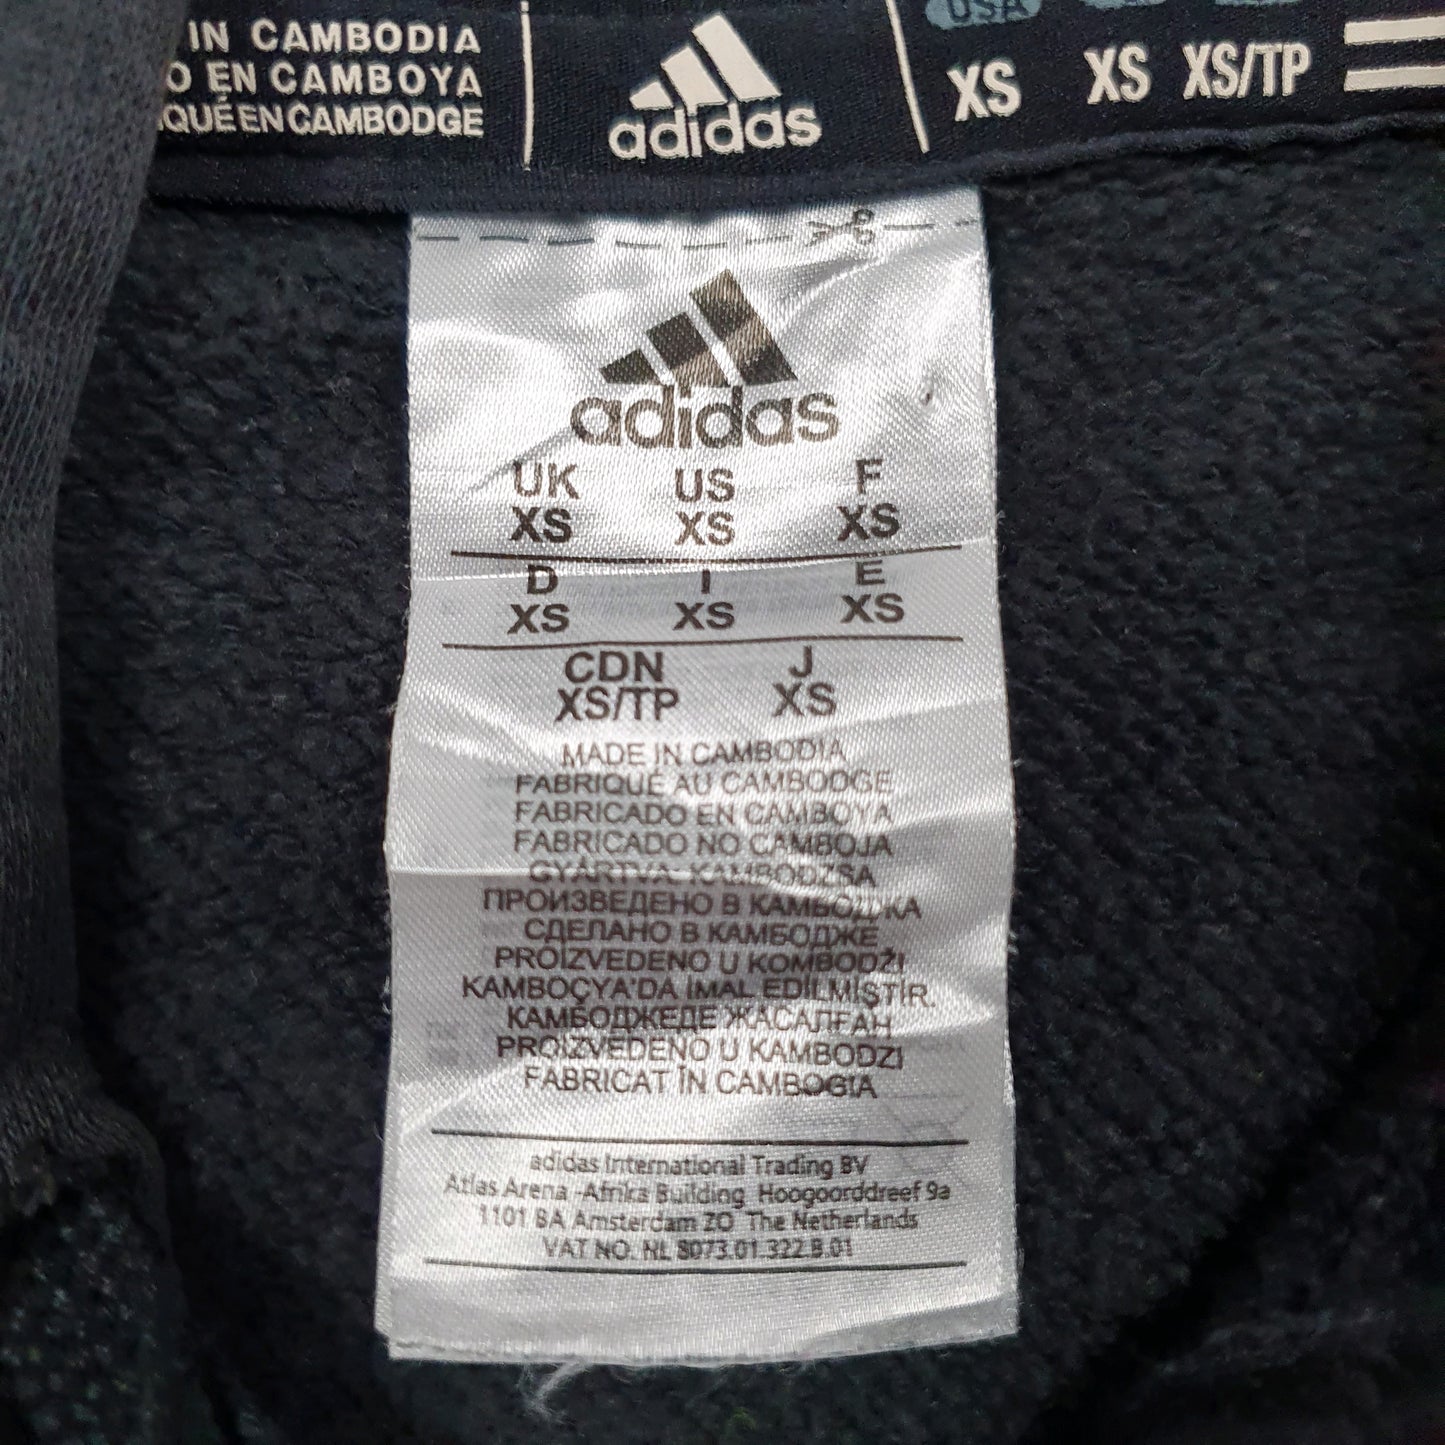 IN CAMBODIA
O EN CAMBOYA
QUÉ EN CAMBODGE
adidas
USA
XS XS XS/TP
adidas
UK US F
XS XS XS
D I E
XS XS XS
CDN J
XS/TP XS
MADE IN CAMBODIA
FABRIQUÉ AU CAMBODGE
FABRICADO EN CAMBOYA
FABRICADO NO CAMBOJA
GYÁRTVA: KAMBODZSA
ПРОИЗВЕДЕНО В КАМБОДЖА
СДЕЛАНО В КАМБОДЖЕ
PROIZVEDENO U KOMBODŽI
KAMBOÇYA'DA İMAL EDİLMİŞTİR.
КАМБОДЖЕДЕ ЖАСАЛҒАН
PROIZVEDENO U KAMBODZI
FABRICAT ÎN CAMBOGIA
adidas International Trading BV
Atlas Arena -Afrika Building Hoogoorddreef 9a
1101 BA Amsterdam ZO The Netherlands
VAT NO. NL 8073.01.322.B.01